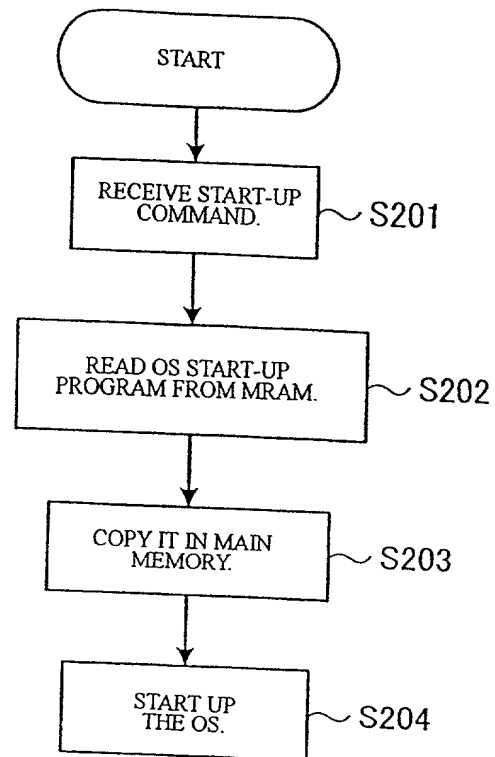 START
RECEIVE START-UP
COMMAND.
S201
READ OS START-UP
PROGRAM FROM MRAM.
S202
COPY IT IN MAIN
MEMORY.
S203
START UP
THE OS.
S204